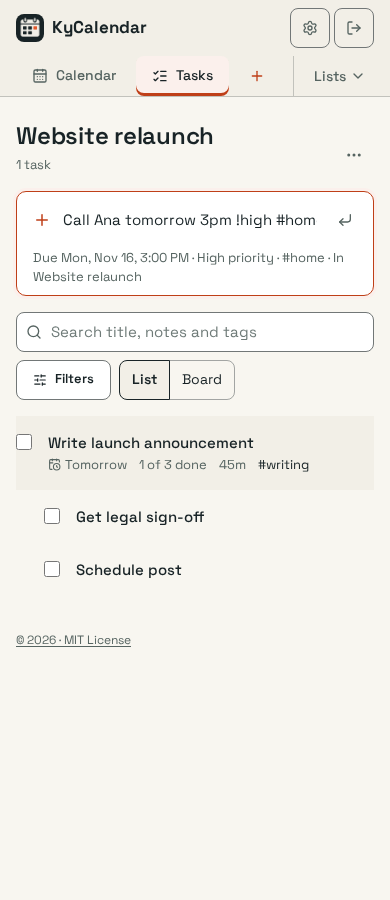 KyCalendar
Calendar
Tasks
Lists
Website relaunch
1 task
Call Ana tomorrow 3pm !high #hom
Due Mon, Nov 16, 3:00 PM · High priority · #home · In
Website relaunch
Search title, notes and tags
Filters
List
Board
Write launch announcement
Tomorrow 1 of 3 done 45m #writing
Get legal sign-off
Schedule post
© 2026 · MIT License